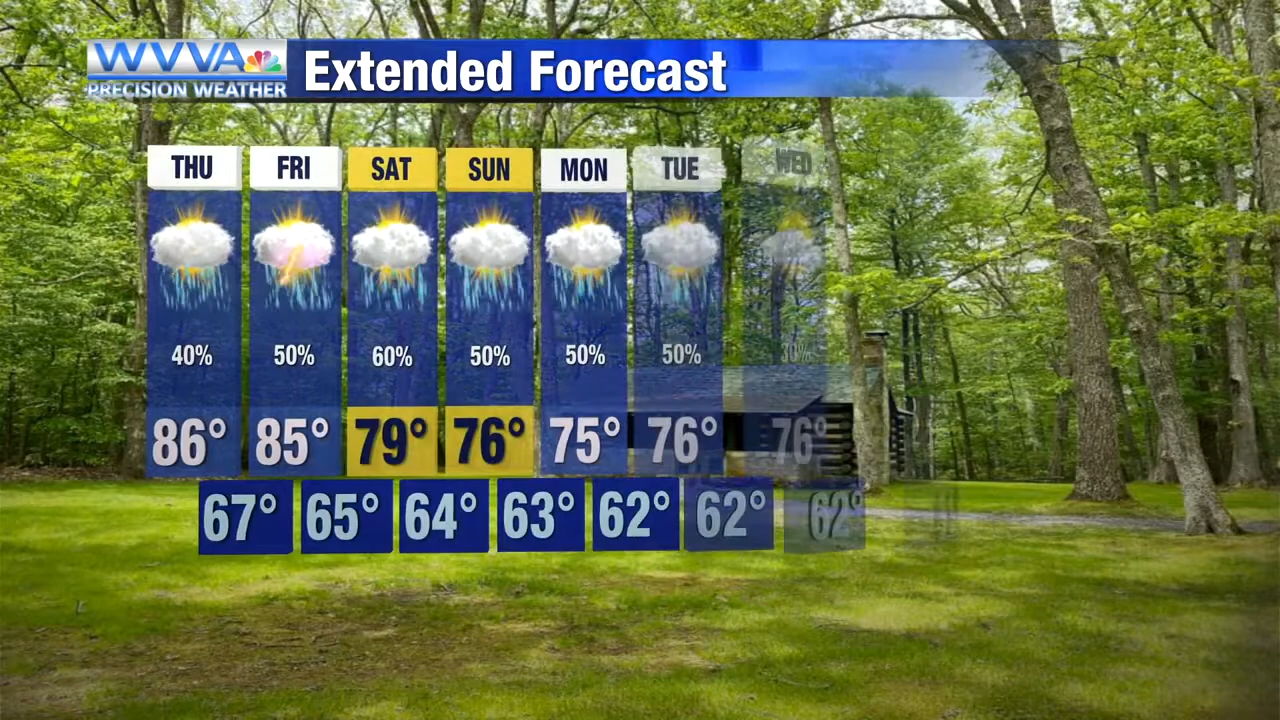 WVVA
PRECISION WEATHER
Extended Forecast
THU FRI SAT SUN MON TUE WED
40% 50% 60% 50% 50% 50% 30%
86° 85° 79° 76° 75° 76° 76°
67° 65° 64° 63° 62° 62° 62°